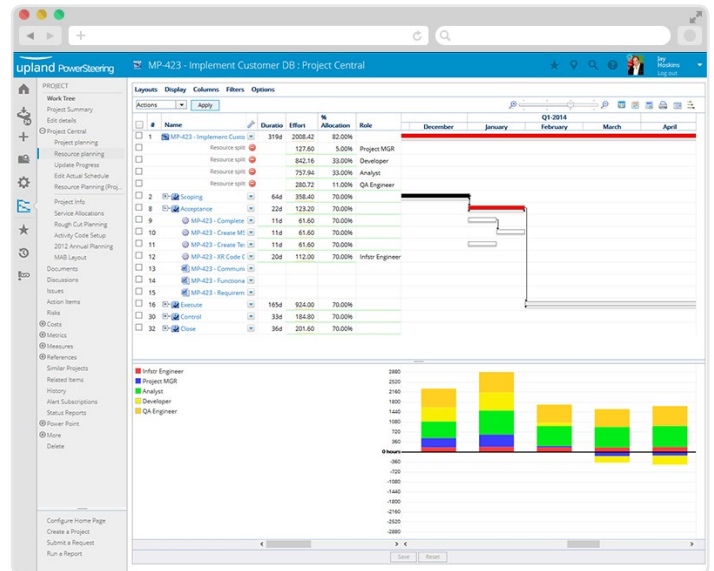 upland PowerSteering
MP-423 - Implement Customer DB : Project Central
Jay
Hoskins
Log out
PROJECT
Work Tree
Project Summary
Edit details
Project Central
Project planning
Resource planning
Update Progress
Edit Actual Schedule
Resource Planning (Proj...
Project Info
Service Allocations
Rough Cut Planning
Activity Code Setup
2012 Annual Planning
MAB Layout
Documents
Discussions
Issues
Action Items
Risks
Costs
Metrics
Measures
References
Similar Projects
Related Items
History
Alert Subscriptions
Status Reports
Power Point
More
Delete
Configure Home Page
Create a Project
Submit a Request
Run a Report
Layouts Display Columns Filters Options
Actions Apply
# Name Duratio Effort % Allocation Role
1 MP-423 - Implement Custo 319d 2008.42 82.00%
Resource split 127.60 5.00% Project MGR
Resource split 842.16 33.00% Developer
Resource split 757.94 33.00% Analyst
Resource split 280.72 11.00% QA Engineer
2 Scoping 64d 358.40 70.00%
8 Acceptance 22d 123.20 70.00%
9 MP-423 - Complete 11d 61.60 70.00%
10 MP-423 - Create MS 11d 61.60 70.00%
11 MP-423 - Create Te 11d 61.60 70.00%
12 MP-423 - XR Code C 20d 112.00 70.00% Infstr Engineer
13 MP-423 - Communi
14 MP-423 - Functiona
15 MP-423 - Requirem
16 Execute 165d 924.00 70.00%
30 Control 33d 184.80 70.00%
32 Close 36d 201.60 70.00%
Q1-2014
December January February March April
Infstr Engineer
Project MGR
Analyst
Developer
QA Engineer
2880
2520
2160
1800
1440
1080
720
360
0 hours
-360
-720
-1080
-1440
-1800
-2160
-2520
-2880
Save Reset